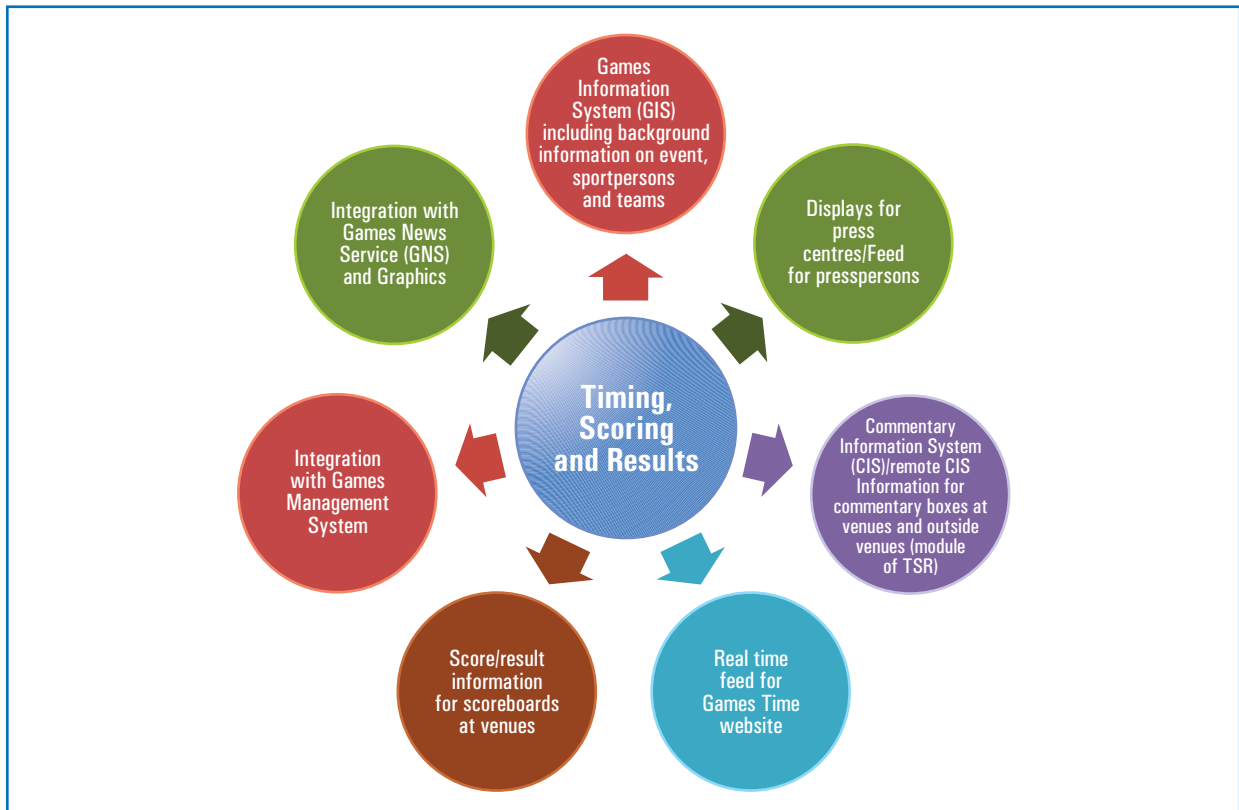 Games
Information
System (GIS)
including background
information on event,
sportpersons
and teams
Displays for
press
centres/Feed
for presspersons
Commentary
Information System
(CIS)/remote CIS
Information for
commentary boxes at
venues and outside
venues (module
of TSR)
Real time
feed for
Games Time
website
Score/result
information
for scoreboards
at venues
Integration
with Games
Management
System
Integration with
Games News
Service (GNS)
and Graphics
Timing,
Scoring
and Results